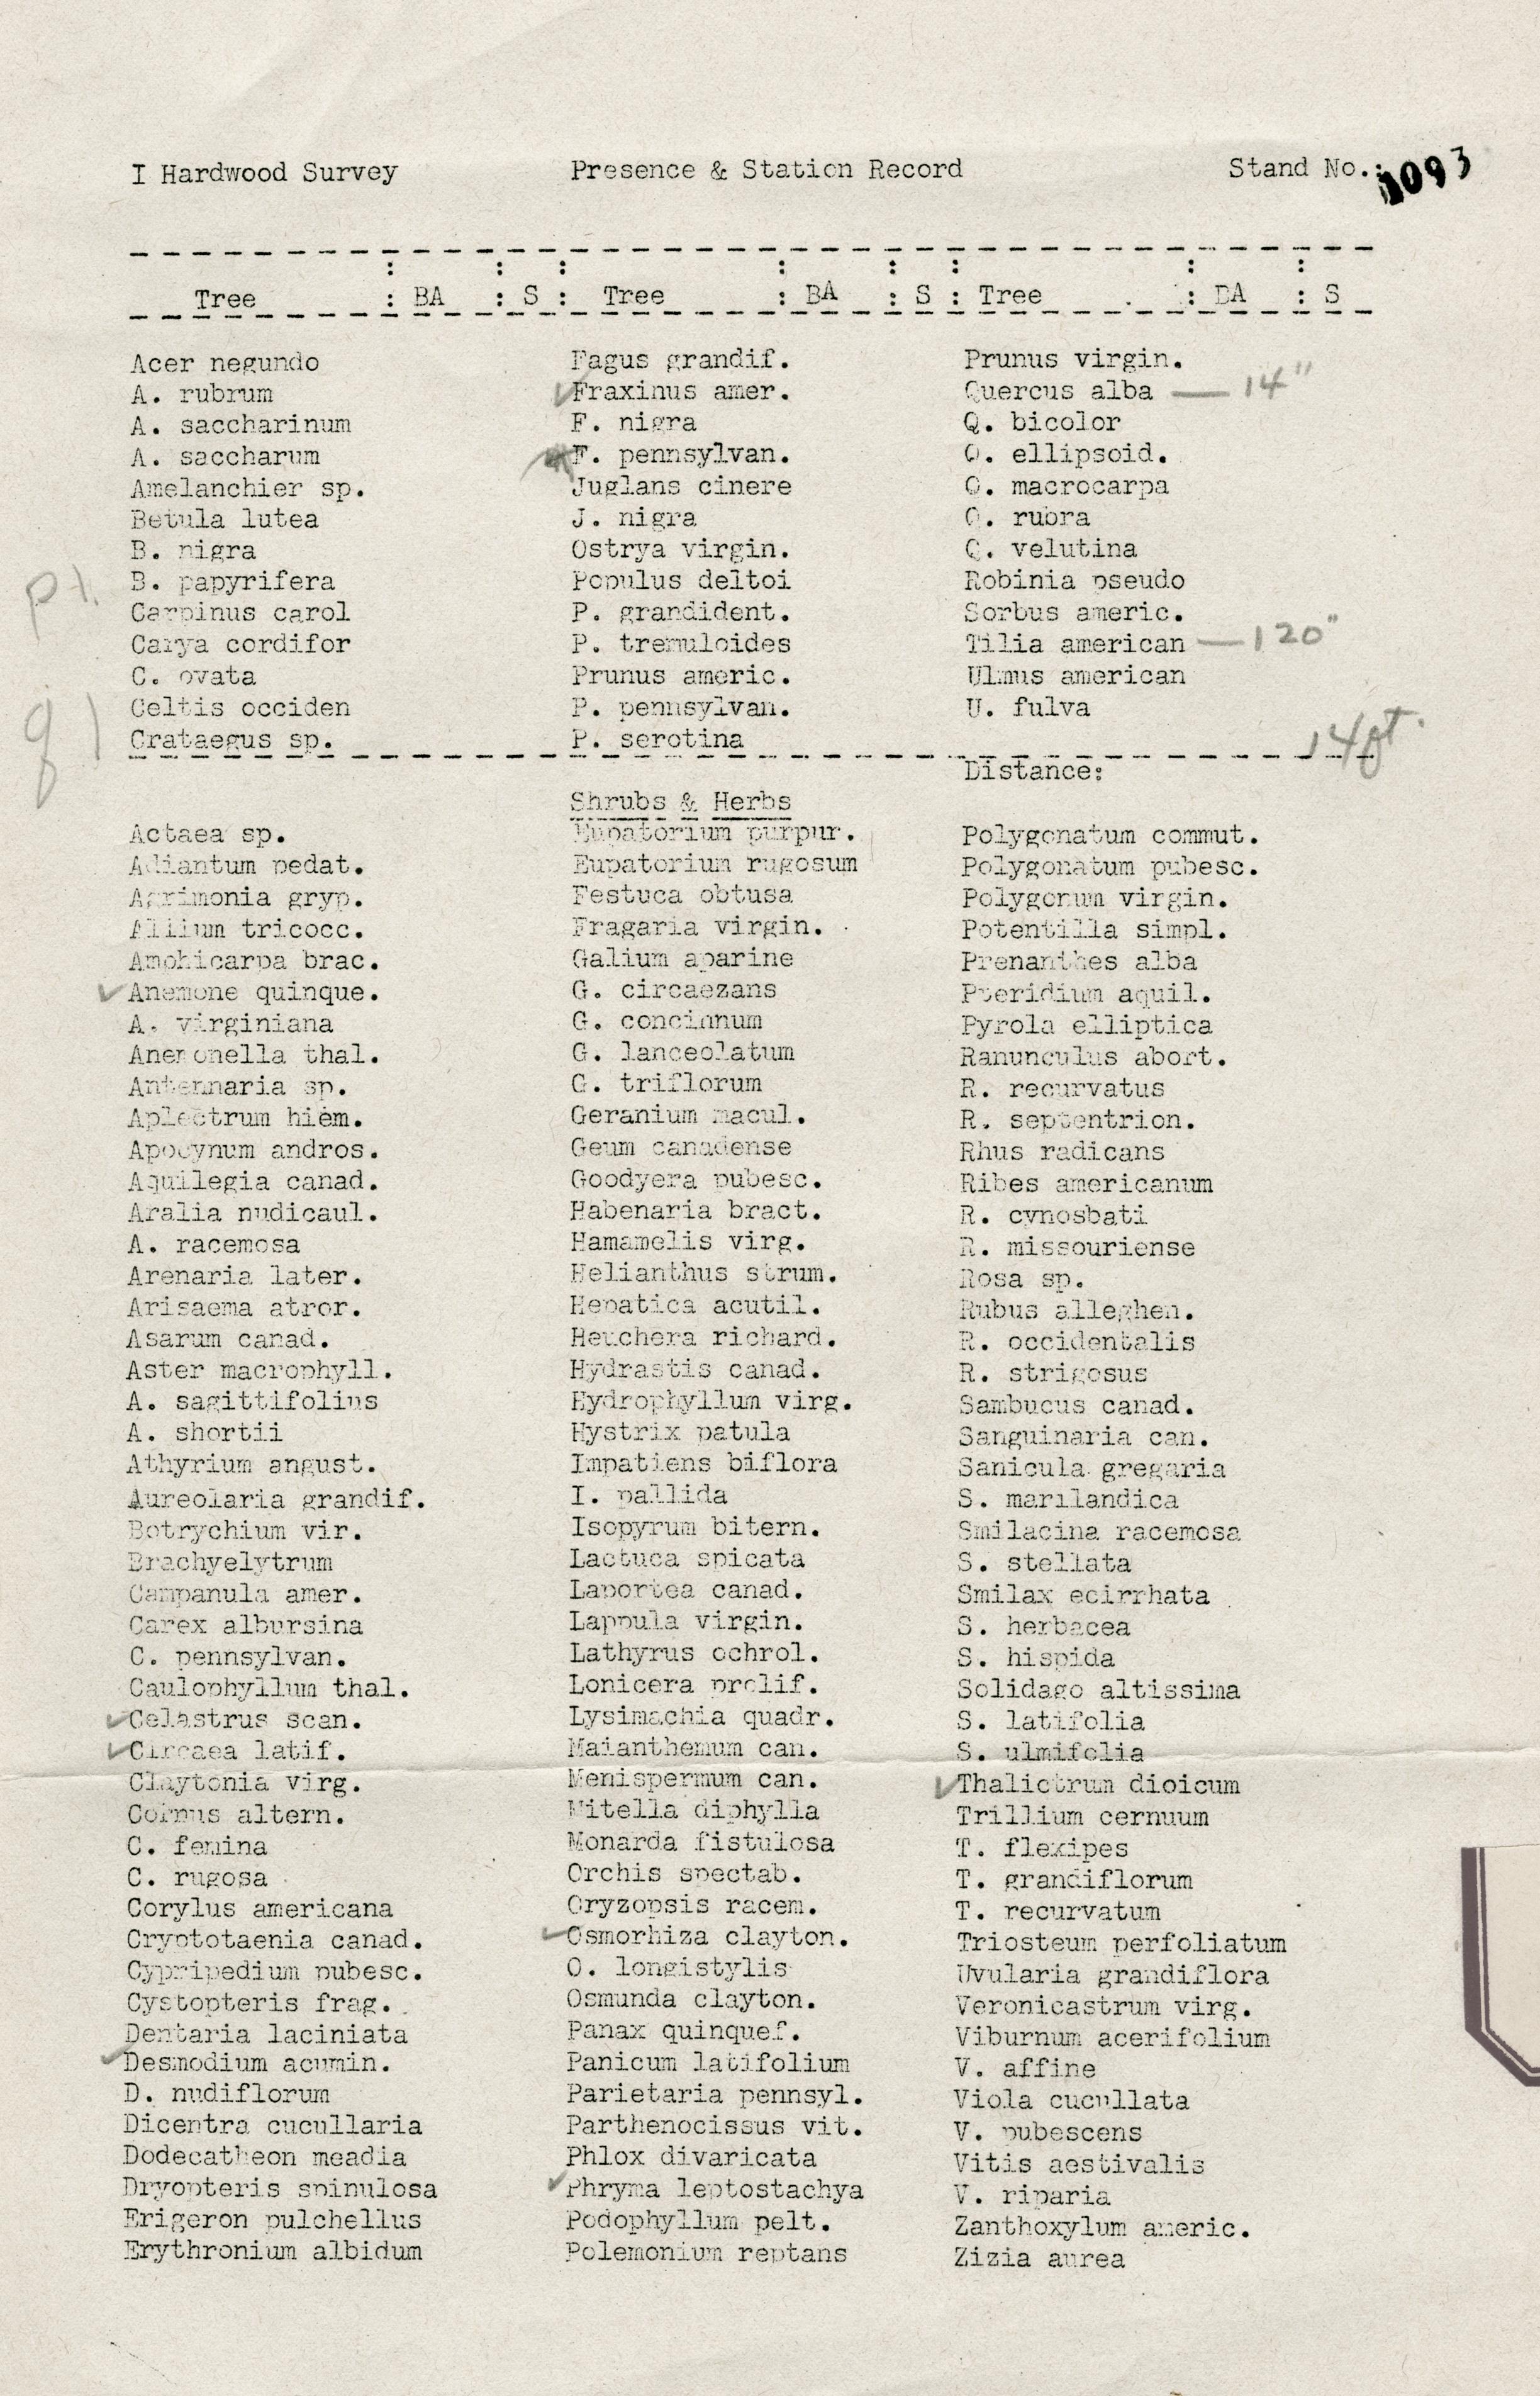 I Hardwood Survey Presence & Station Record Stand No.: 1093
Tree : BA : S : Tree : BA : S : Tree : BA : S
Acer negundo Fagus grandif. Prunus virgin.
A. rubrum ✓Fraxinus amer. Quercus alba — 14"
A. saccharinum F. nigra Q. bicolor
A. saccharum F. pennsylvan. Q. ellipsoid.
Amelanchier sp. Juglans cinere Q. macrocarpa
Betula lutea J. nigra Q. rubra
B. nigra Ostrya virgin. Q. velutina
B. papyrifera Populus deltoi Robinia pseudo
Carpinus carol P. grandident. Sorbus americ.
Carya cordifor P. tremuloides Tilia american — 120"
C. ovata Prunus americ. Ulmus american
Celtis occiden P. pennsylvan. U. fulva
Crataegus sp. P. serotina 14ft.
Distance:
Shrubs & Herbs
Actaea sp. Eupatorium purpur. Polygonatum commut.
Adiantum pedat. Eupatorium rugosum Polygonatum pubesc.
Agrimonia gryp. Festuca obtusa Polygonum virgin.
Allium tricocc. Fragaria virgin. Potentilla simpl.
Amphicarpa brac. Galium aparine Prenanthes alba
✓Anemone quinque. G. circaezans Pteridium aquil.
A. virginiana G. concinnum Pyrola elliptica
Anemonella thal. G. lanceolatum Ranunculus abort.
Antennaria sp. G. triflorum R. recurvatus
Aplectrum hiem. Geranium macul. R. septentrion.
Apocynum andros. Geum canadense Rhus radicans
Aquilegia canad. Goodyera pubesc. Ribes americanum
Aralia nudicaul. Habenaria bract. R. cynosbati
A. racemosa Hamamelis virg. R. missouriense
Arenaria later. Helianthus strum. Rosa sp.
Arisaema atror. Hepatica acutil. Rubus alleghen.
Asarum canad. Heuchera richard. R. occidentalis
Aster macrophyll. Hydrastis canad. R. strigosus
A. sagittifolius Hydrophyllum virg. Sambucus canad.
A. shortii Hystrix patula Sanguinaria can.
Athyrium angust. Impatiens biflora Sanicula gregaria
Aureolaria grandif. I. pallida S. marilandica
Botrychium vir. Isopyrum bitern. Smilacina racemosa
Brachyelytrum Lactuca spicata S. stellata
Campanula amer. Laportea canad. Smilax ecirrhata
Carex albursina Lappula virgin. S. herbacea
C. pennsylvan. Lathyrus ochrol. S. hispida
Caulophyllum thal. Lonicera prolif. Solidago altissima
✓Celastrus scan. Lysimachia quadr. S. latifolia
✓Circaea latif. Maianthemum can. S. ulmifolia
Claytonia virg. Menispermum can. ✓Thalictrum dioicum
Cornus altern. Mitella diphylla Trillium cernuum
C. femina Monarda fistulosa T. flexipes
C. rugosa Orchis spectab. T. grandiflorum
Corylus americana Oryzopsis racem. T. recurvatum
Cryptotaenia canad. ✓Osmorhiza clayton. Triosteum perfoliatum
Cypripedium pubesc. O. longistylis Uvularia grandiflora
Cystopteris frag. Osmunda clayton. Veronicastrum virg.
Dentaria laciniata Panax quinquef. Viburnum acerifolium
✓Desmodium acumin. Panicum latifolium V. affine
D. nudiflorum Parietaria pennsyl. Viola cucullata
Dicentra cucullaria Parthenocissus vit. V. pubescens
Dodecatheon meadia Phlox divaricata Vitis aestivalis
Dryopteris spinulosa ✓Phryma leptostachya V. riparia
Erigeron pulchellus Podophyllum pelt. Zanthoxylum americ.
Erythronium albidum Polemonium reptans Zizia aurea